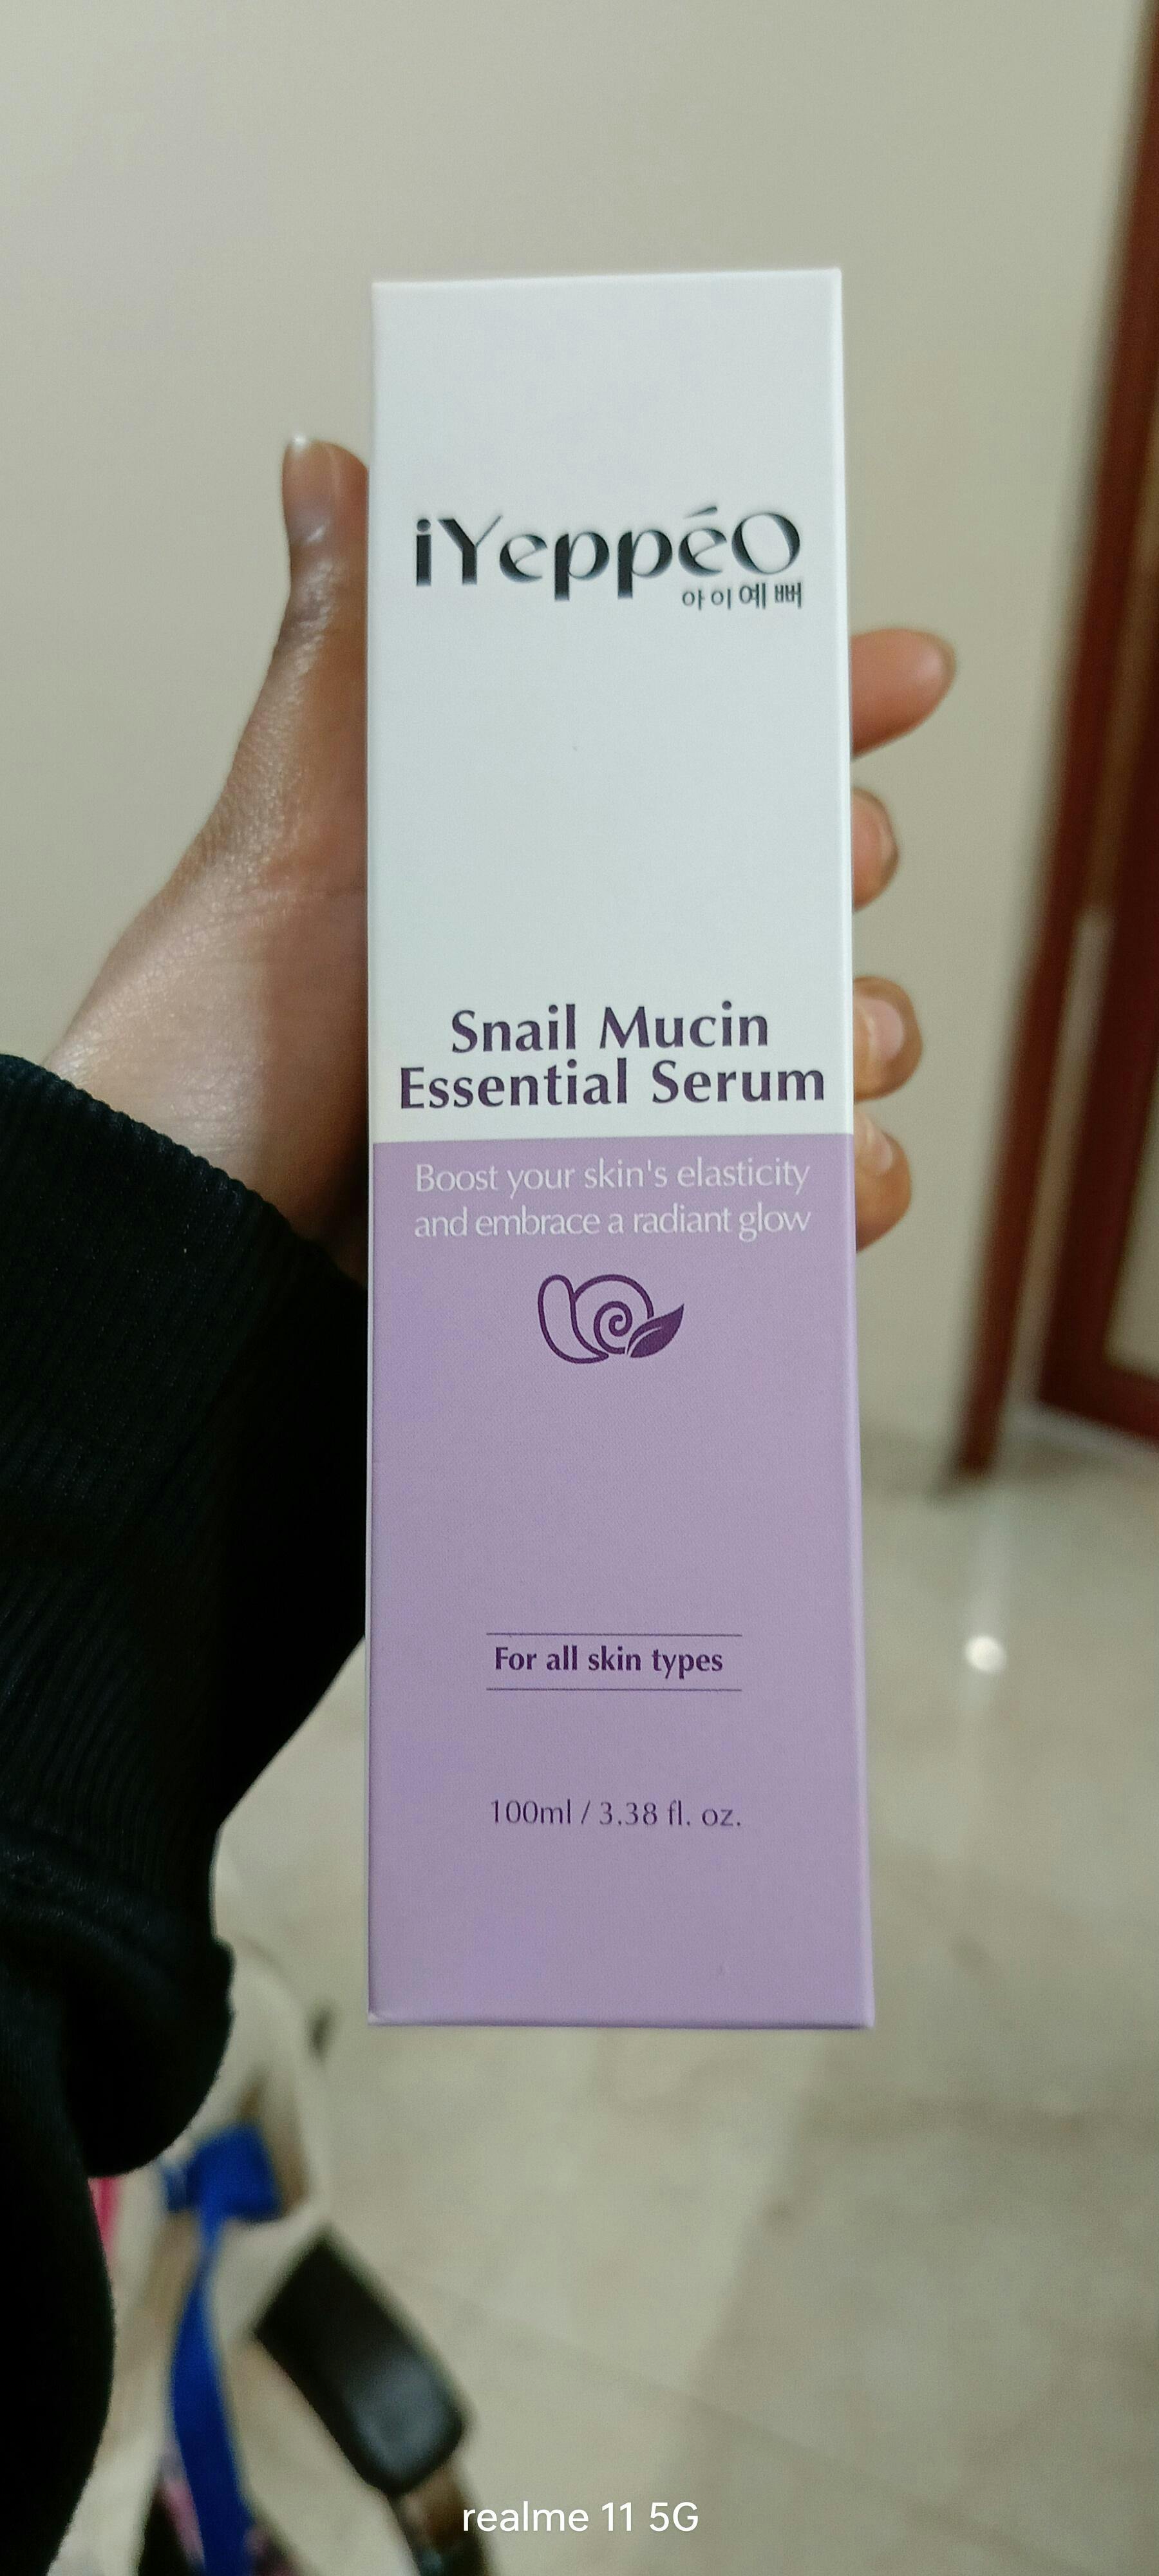 iYeppéO
아이예뻐
Snail Mucin
Essential Serum
Boost your skin's elasticity
and embrace a radiant glow
For all skin types
100ml / 3.38 fl. oz.
realme 11 5G